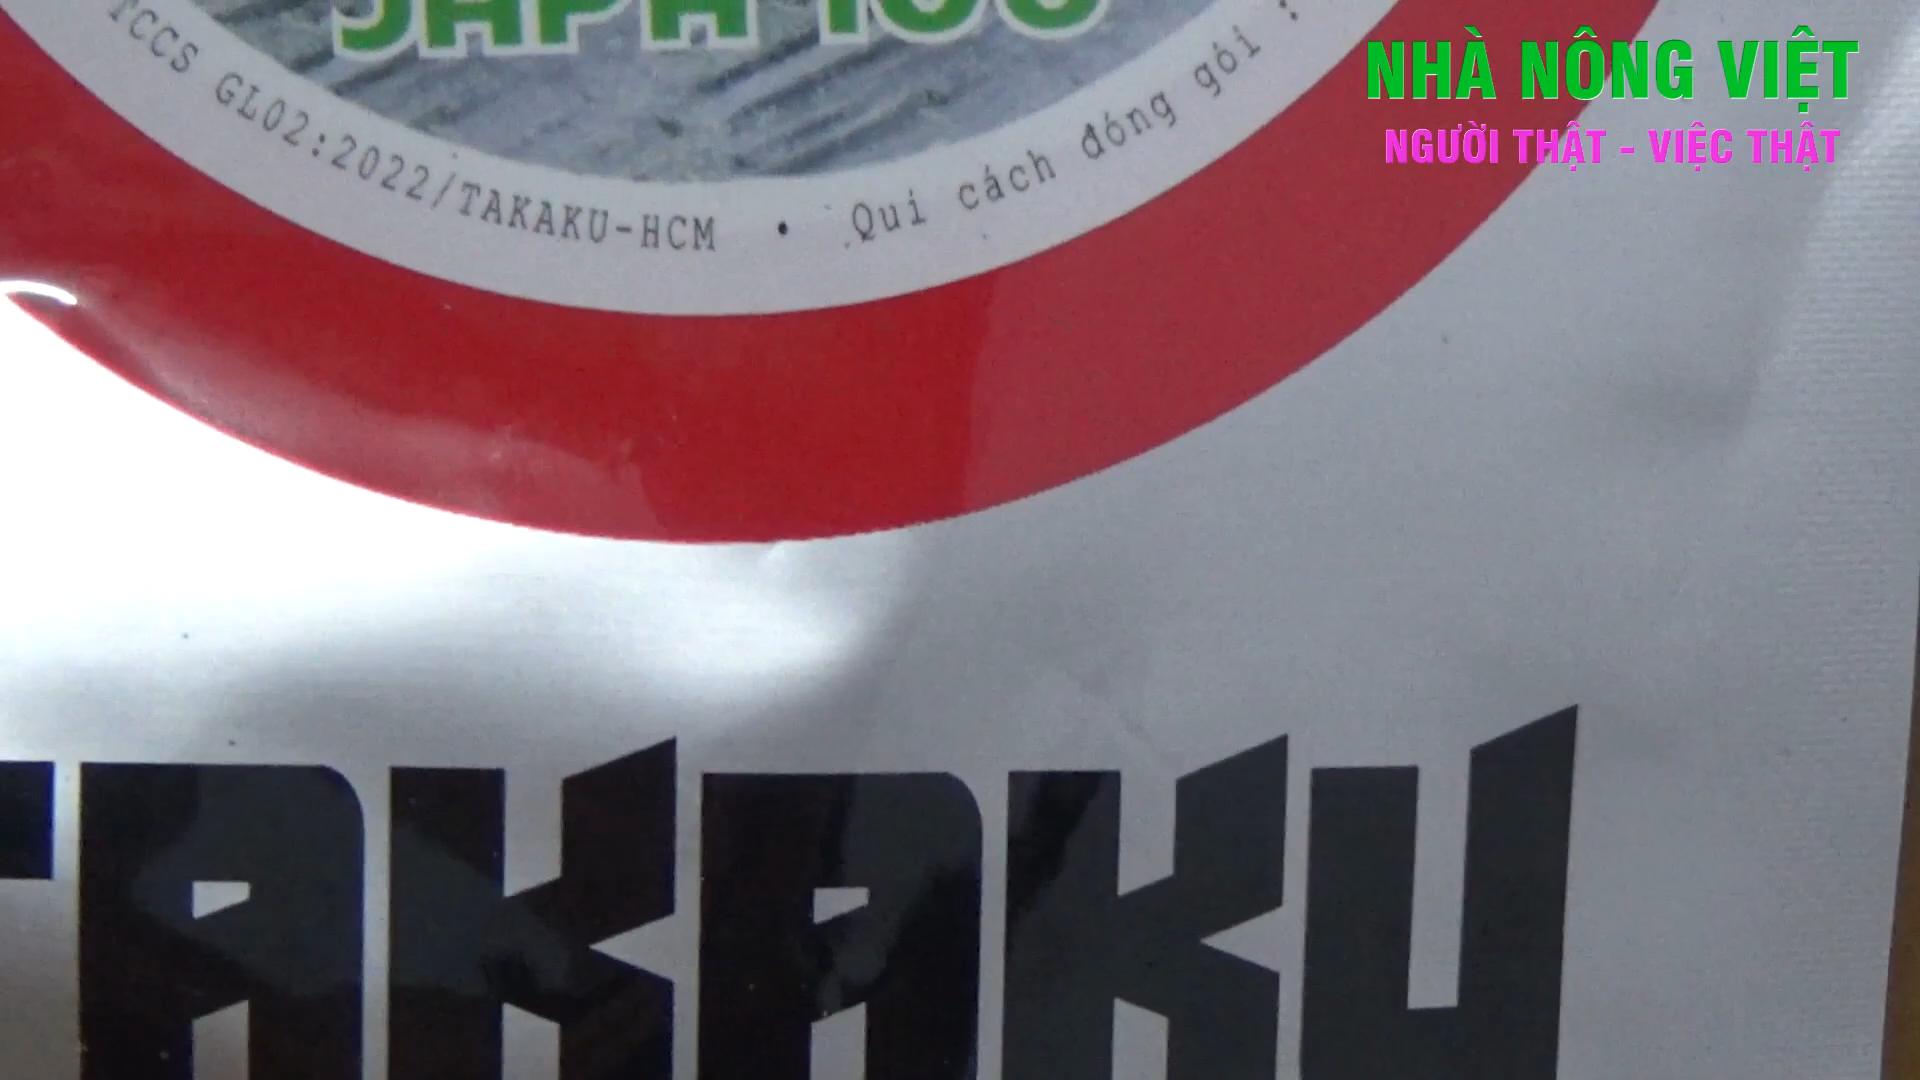 NHÀ NÔNG VIỆT
NGƯỜI THẬT - VIỆC THẬT
TCCS GL02:2022/TAKAKU-HCM • Qui cách đóng gói :
TAKAKU